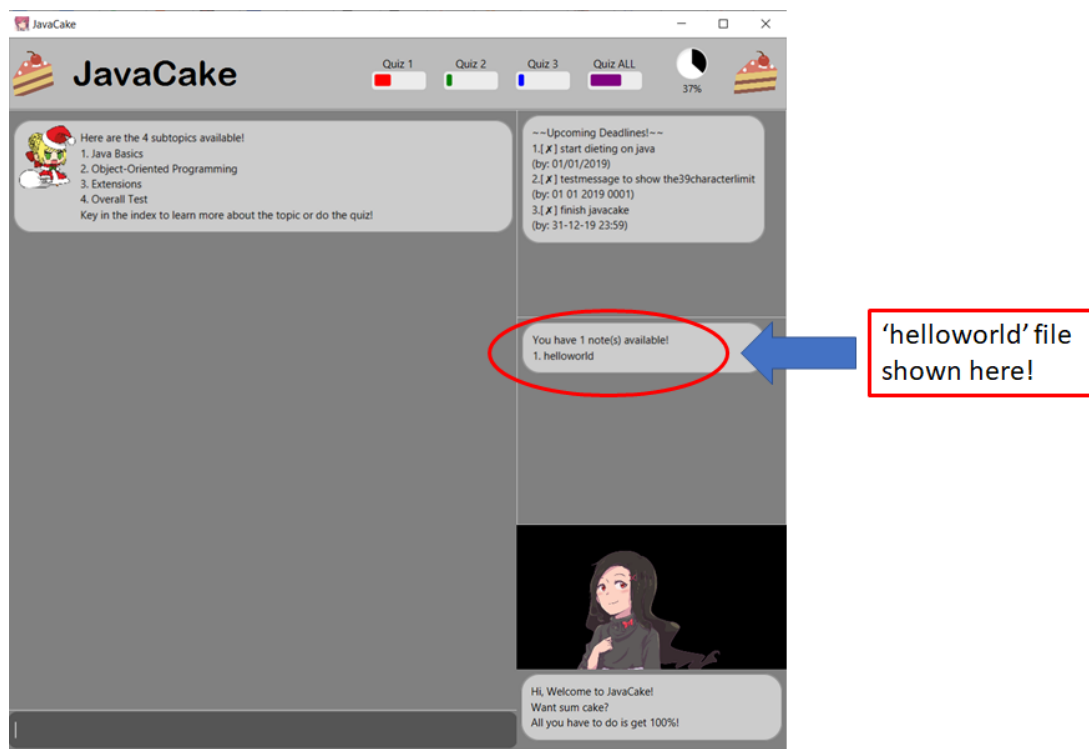 JavaCake
JavaCake
Quiz 1
Quiz 2
Quiz 3
Quiz ALL
37%
Here are the 4 subtopics available!
1. Java Basics
2. Object-Oriented Programming
3. Extensions
4. Overall Test
Key in the index to learn more about the topic or do the quiz!
~~Upcoming Deadlines!~~
1.[✗] start dieting on java
(by: 01/01/2019)
2.[✗] testmessage to show the39characterlimit
(by: 01 01 2019 0001)
3.[✗] finish javacake
(by: 31-12-19 23:59)
You have 1 note(s) available!
1. helloworld
'helloworld' file
shown here!
Hi, Welcome to JavaCake!
Want sum cake?
All you have to do is get 100%!